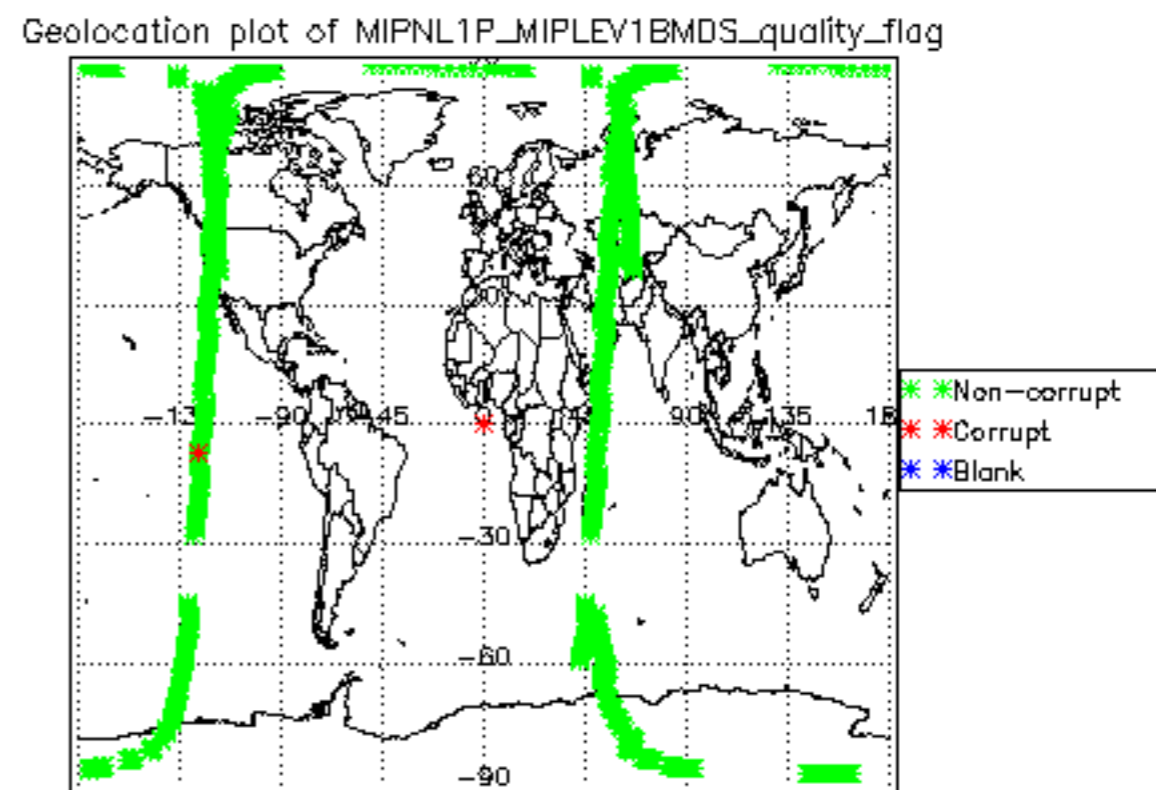 Geolocation plot of MIPNL1P_MIPLEV1BMDS_quality_flag
60
-90
-45
90
135
-30
-60
-90
Non-corrupt
Corrupt
Blank